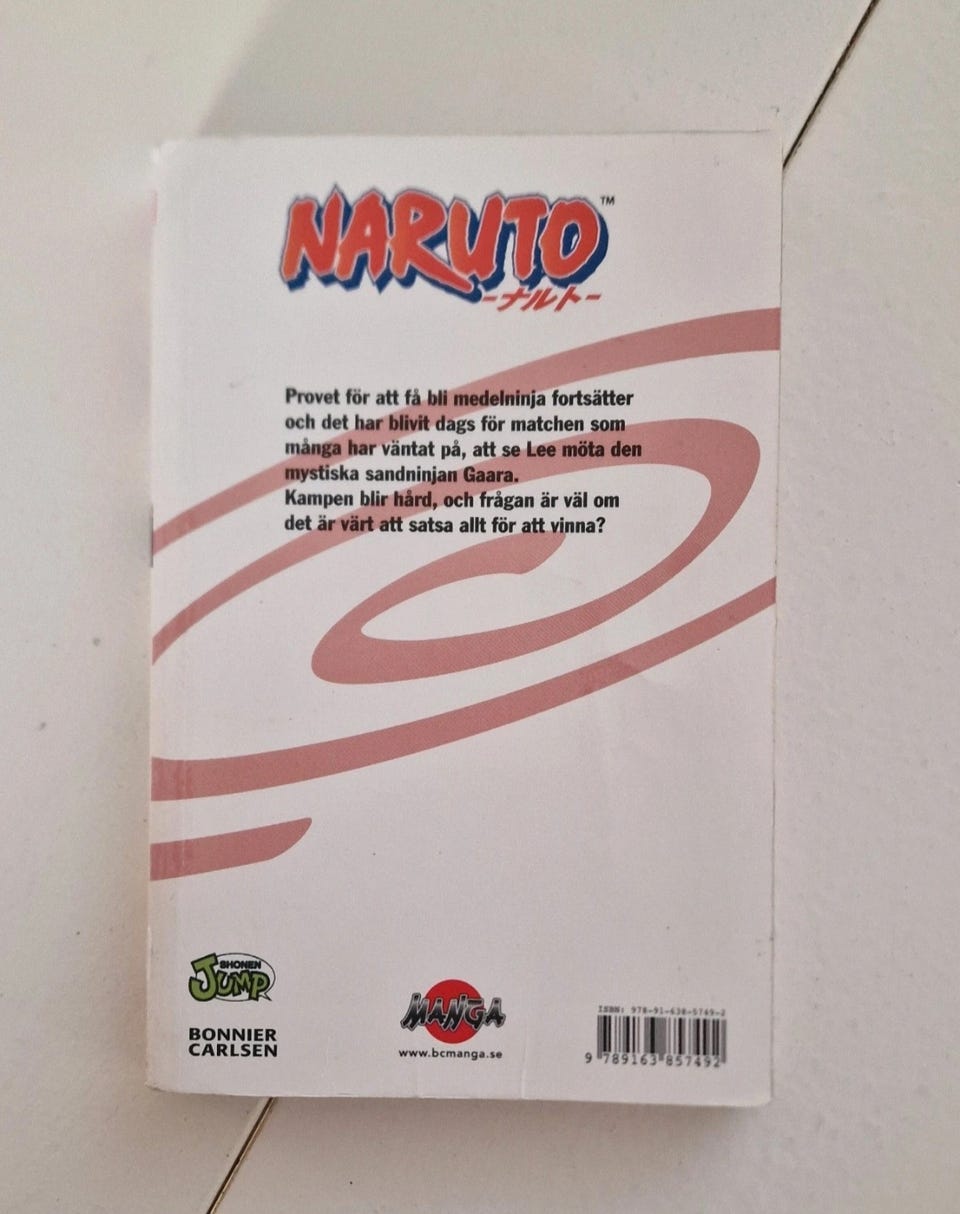 NARUTO™
-ナルト-
Provet för att få bli medelninja fortsätter
och det har blivit dags för matchen som
många har väntat på, att se Lee möta den
mystiska sandninjan Gaara.
Kampen blir hård, och frågan är väl om
det är värt att satsa allt för att vinna?
SHONEN
JUMP
BONNIER
CARLSEN
MANGA
www.bcmanga.se
ISBN: 978-91-638-5749-2
9 789163 857492